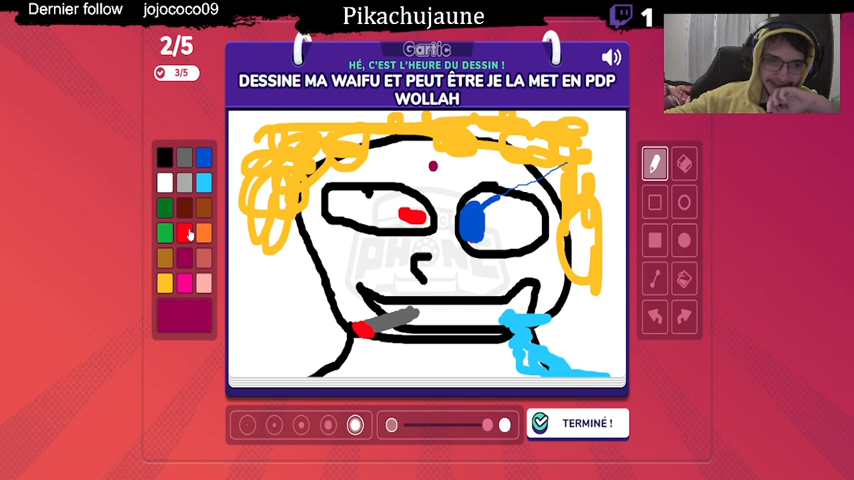 Dernier follow
jojococo09
Pikachujaune
1
2/5
3/5
Gartic
HÉ, C'EST L'HEURE DU DESSIN !
DESSINE MA WAIFU ET PEUT ÊTRE JE LA MET EN PDP
WOLLAH
PHONE
TERMINÉ !